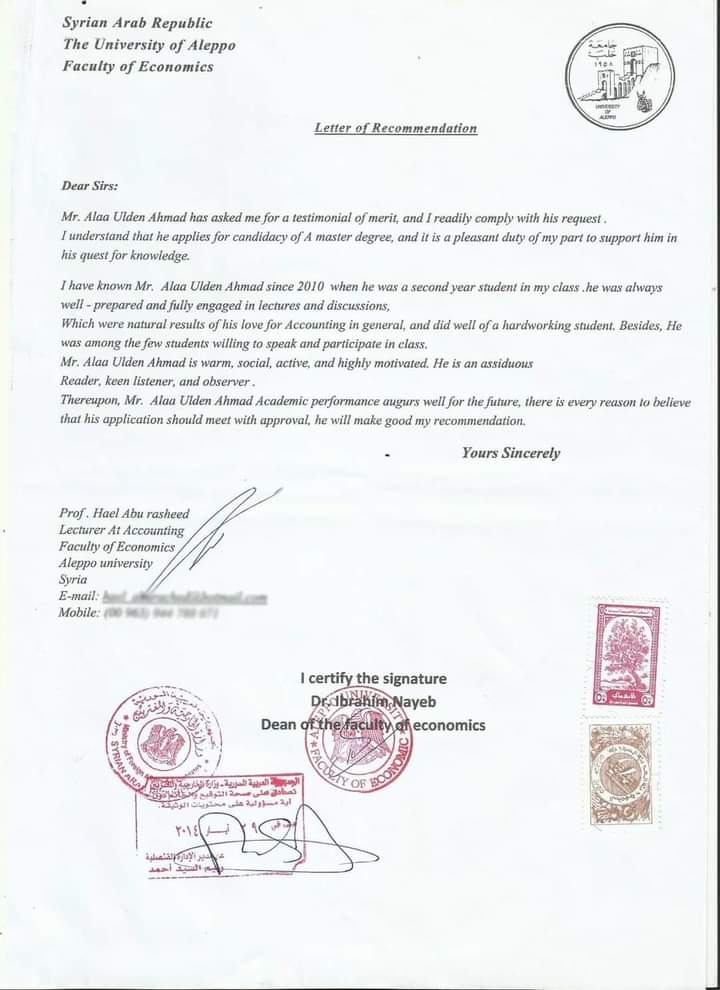 Syrian Arab Republic
The University of Aleppo
Faculty of Economics
جامعة
حلب
١٩٥٨
UNIVERSITY
OF
ALEPPO
Letter of Recommendation
Dear Sirs:
Mr. Alaa Ulden Ahmad has asked me for a testimonial of merit, and I readily comply with his request .
I understand that he applies for candidacy of A master degree, and it is a pleasant duty of my part to support him in
his quest for knowledge.
I have known Mr. Alaa Ulden Ahmad since 2010 when he was a second year student in my class .he was always
well - prepared and fully engaged in lectures and discussions,
Which were natural results of his love for Accounting in general, and did well of a hardworking student. Besides, He
was among the few students willing to speak and participate in class.
Mr. Alaa Ulden Ahmad is warm, social, active, and highly motivated. He is an assiduous
Reader, keen listener, and observer .
Thereupon, Mr. Alaa Ulden Ahmad Academic performance augurs well for the future, there is every reason to believe
that his application should meet with approval, he will make good my recommendation.
Yours Sincerely
Prof. Hael Abu rasheed
Lecturer At Accounting
Faculty of Economics
Aleppo university
Syria
E-mail:
Mobile:
I certify the signature
Dr. Ibrahim Nayeb
Dean of the faculty of economics
ALEPPO UNIVERSITY
FACULTY OF ECONOMIC
Ministry of Foreign
SYRIAN ARA
العربية السورية - وزارة الخارجية
على صحة التوقيع
أية مسؤولية على محتويات الوثيقة.
٢٩ أيار ٢٠١٤
مدير الإدارة القنصلية
السيد أحمد